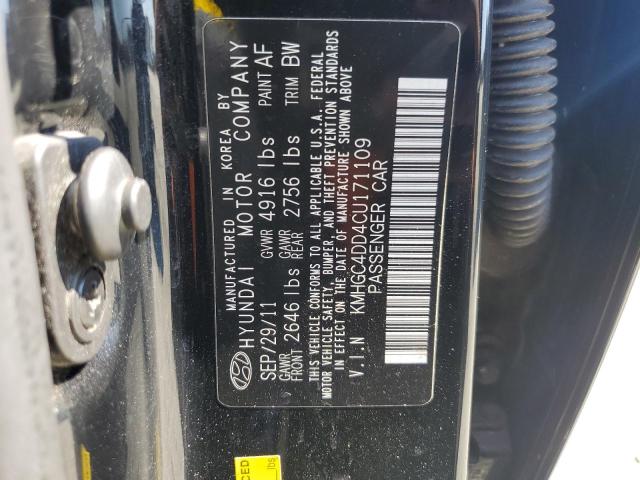 MANUFACTURED IN KOREA BY
HYUNDAI MOTOR COMPANY
SEP/29/11 GVWR 4916 lbs PAINT AF
GAWR FRONT 2646 lbs GAWR REAR 2756 lbs TRIM BW
THIS VEHICLE CONFORMS TO ALL APPLICABLE U.S.A. FEDERAL
MOTOR VEHICLE SAFETY, BUMPER, AND THEFT PREVENTION STANDARDS
IN EFFECT ON THE DATE OF MANUFACTURE SHOWN ABOVE
V.I.N KMHGC4DD4CU171109
PASSENGER CAR
lbs